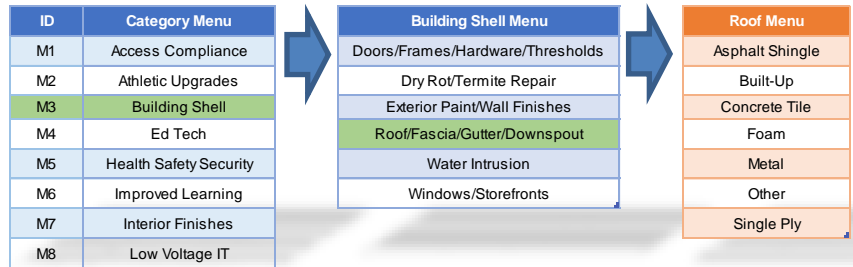 ID Category Menu
M1 Access Compliance
M2 Athletic Upgrades
M3 Building Shell
M4 Ed Tech
M5 Health Safety Security
M6 Improved Learning
M7 Interior Finishes
M8 Low Voltage IT
Building Shell Menu
Doors/Frames/Hardware/Thresholds
Dry Rot/Termite Repair
Exterior Paint/Wall Finishes
Roof/Fascia/Gutter/Downspout
Water Intrusion
Windows/Storefronts
Roof Menu
Asphalt Shingle
Built-Up
Concrete Tile
Foam
Metal
Other
Single Ply